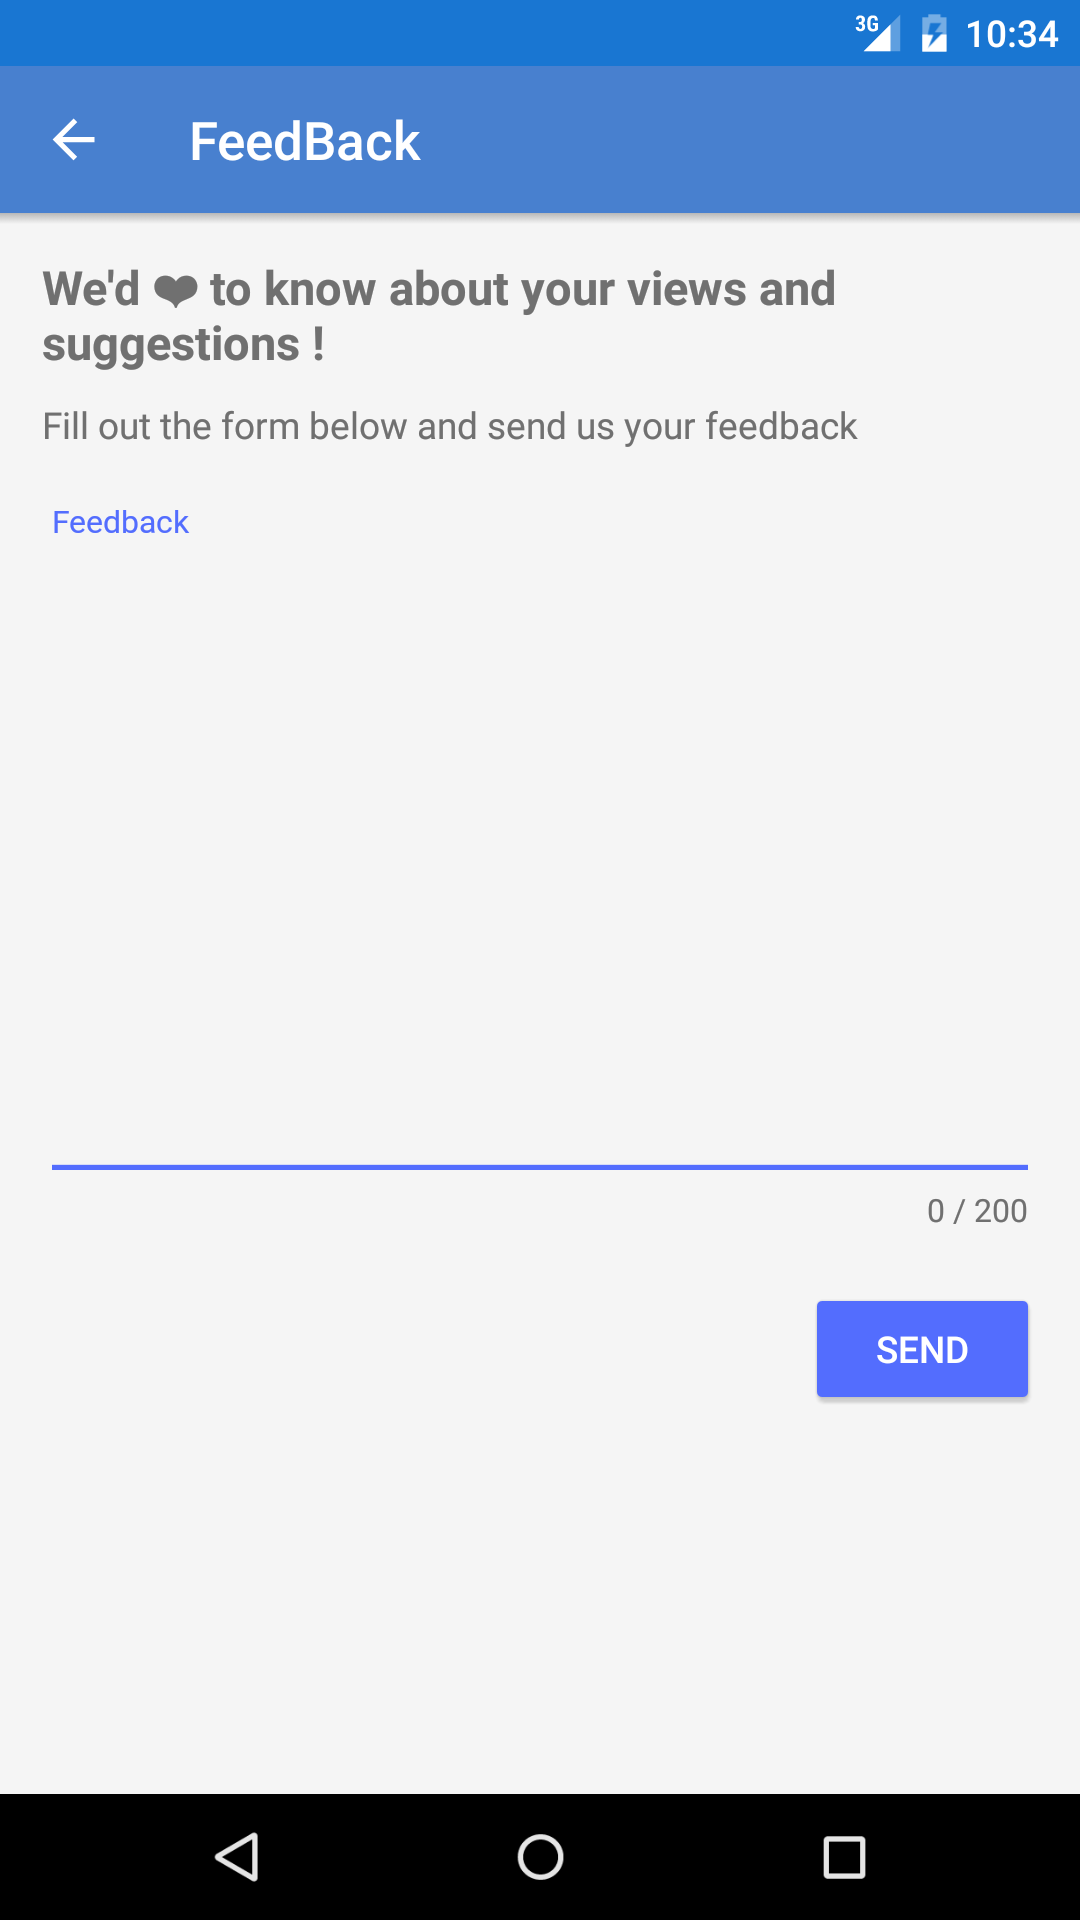 3G 10:34
FeedBack
We'd ❤ to know about your views and
suggestions !
Fill out the form below and send us your feedback
Feedback
0 / 200
SEND